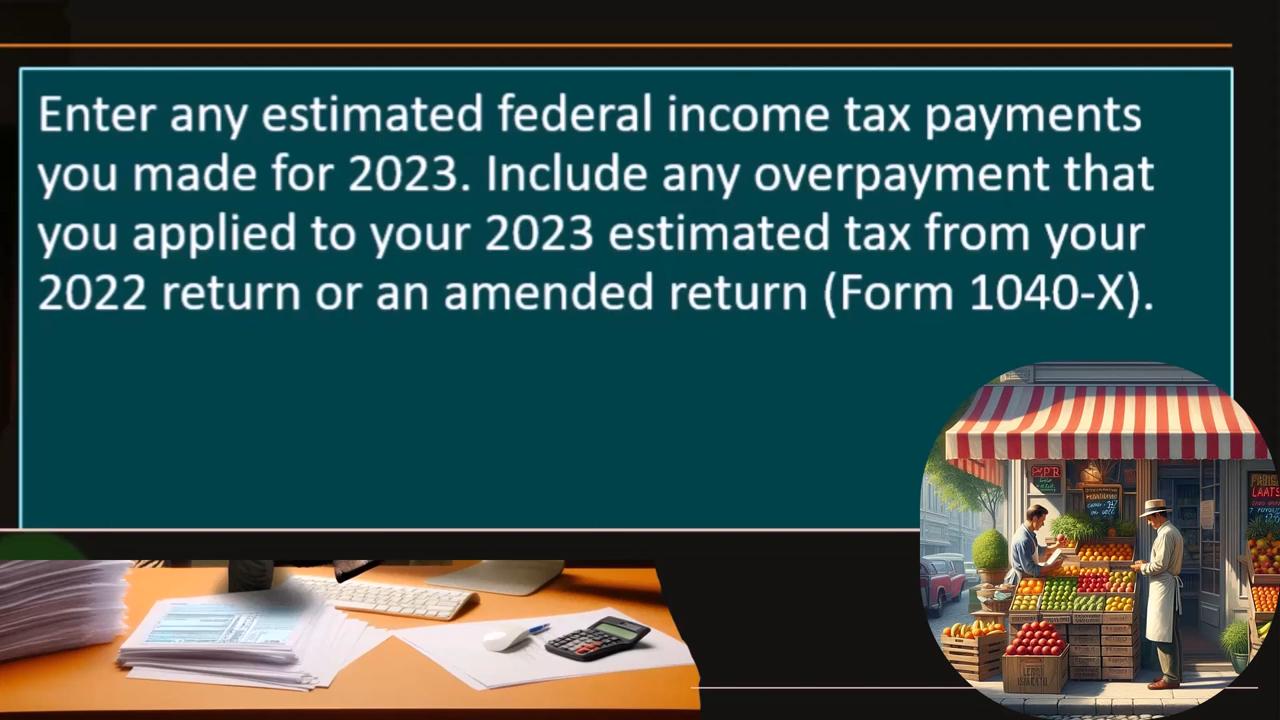 Enter any estimated federal income tax payments
you made for 2023. Include any overpayment that
you applied to your 2023 estimated tax from your
2022 return or an amended return (Form 1040-X).